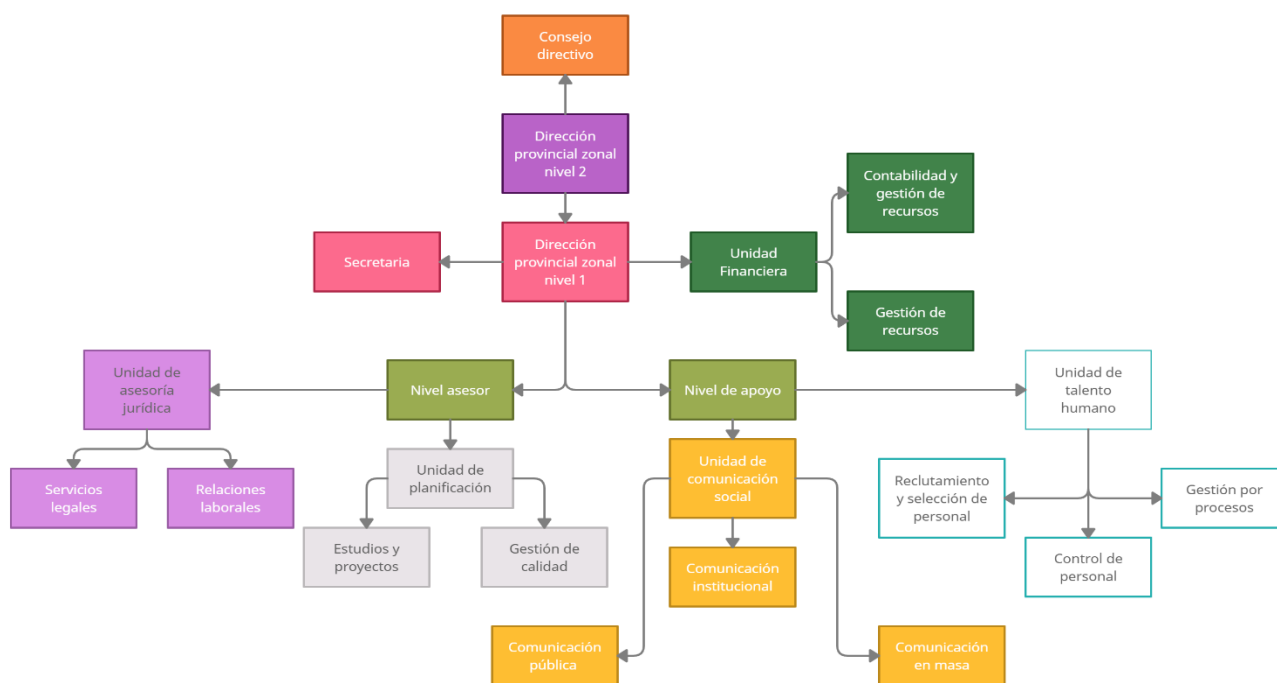 Consejo
directivo
Dirección
provincial zonal
nivel 2
Contabilidad y
gestión de
recursos
Secretaria
Dirección
provincial zonal
nivel 1
Unidad
Financiera
Gestión de
recursos
Unidad de
asesoría
jurídica
Nivel asesor
Nivel de apoyo
Unidad de
talento
humano
Servicios
legales
Relaciones
laborales
Unidad de
planificación
Unidad de
comunicación
social
Reclutamiento
y selección de
personal
Gestión por
procesos
Estudios y
proyectos
Gestión de
calidad
Comunicación
institucional
Control de
personal
Comunicación
pública
Comunicación
en masa